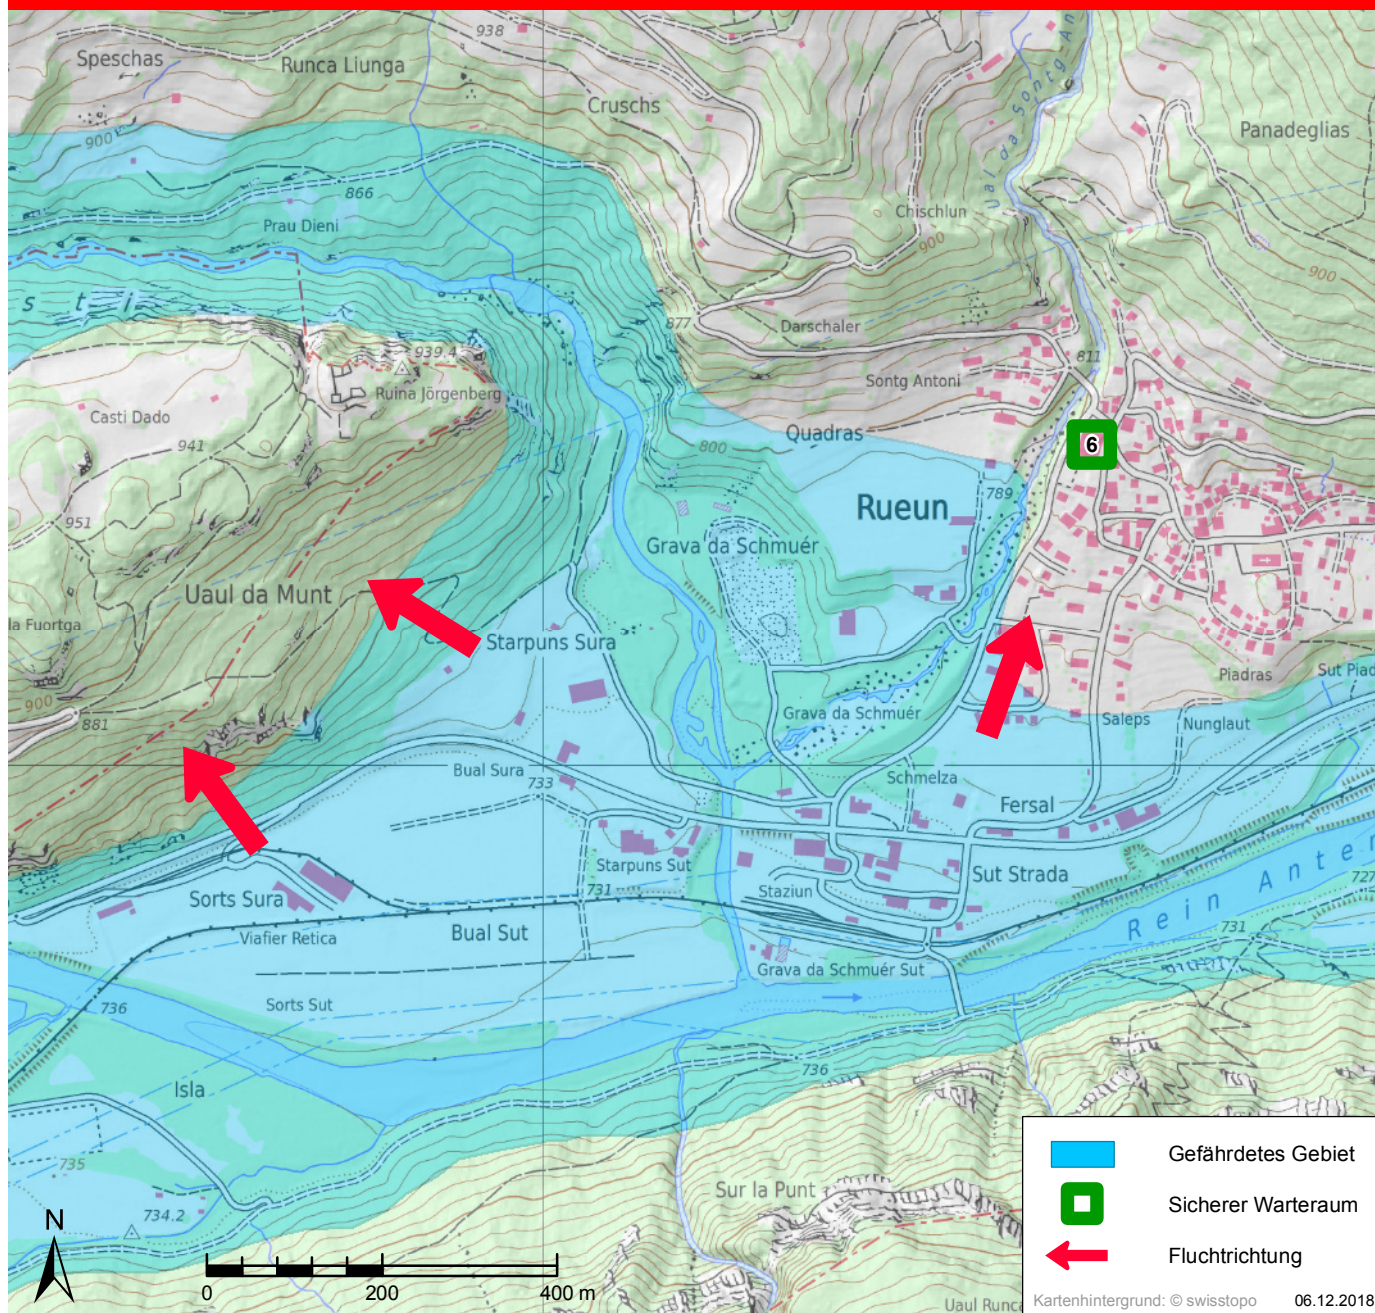 938
Speschas
Runca Liunga
Cruschs
Ual da Sontg An
Panadeglias
900
866
Prau Dieni
Chischlun
900
900
s t i
877
Darschaler
939.4
811
Ruina Jörgenberg
Sontg Antoni
Casti Dado
941
Quadras
800
6
789
951
Rueun
Grava da Schmuér
Uaul da Munt
la Fuortga
Starpuns Sura
Piadras
Sut Piad
900
881
Grava da Schmuér
Saleps
Nunglaut
Bual Sura
733
Schmelza
Fersal
Starpuns Sut
Sut Strada
727
731
Staziun
Sorts Sura
Rein Anter
Viafier Retica
Bual Sut
731
Grava da Schmuér Sut
736
Sorts Sut
736
Isla
735
Sur la Punt
734.2
Uaul Runca
N
0 200 400 m
Gefährdetes Gebiet
Sicherer Warteraum
Fluchtrichtung
Kartenhintergrund: © swisstopo 06.12.2018